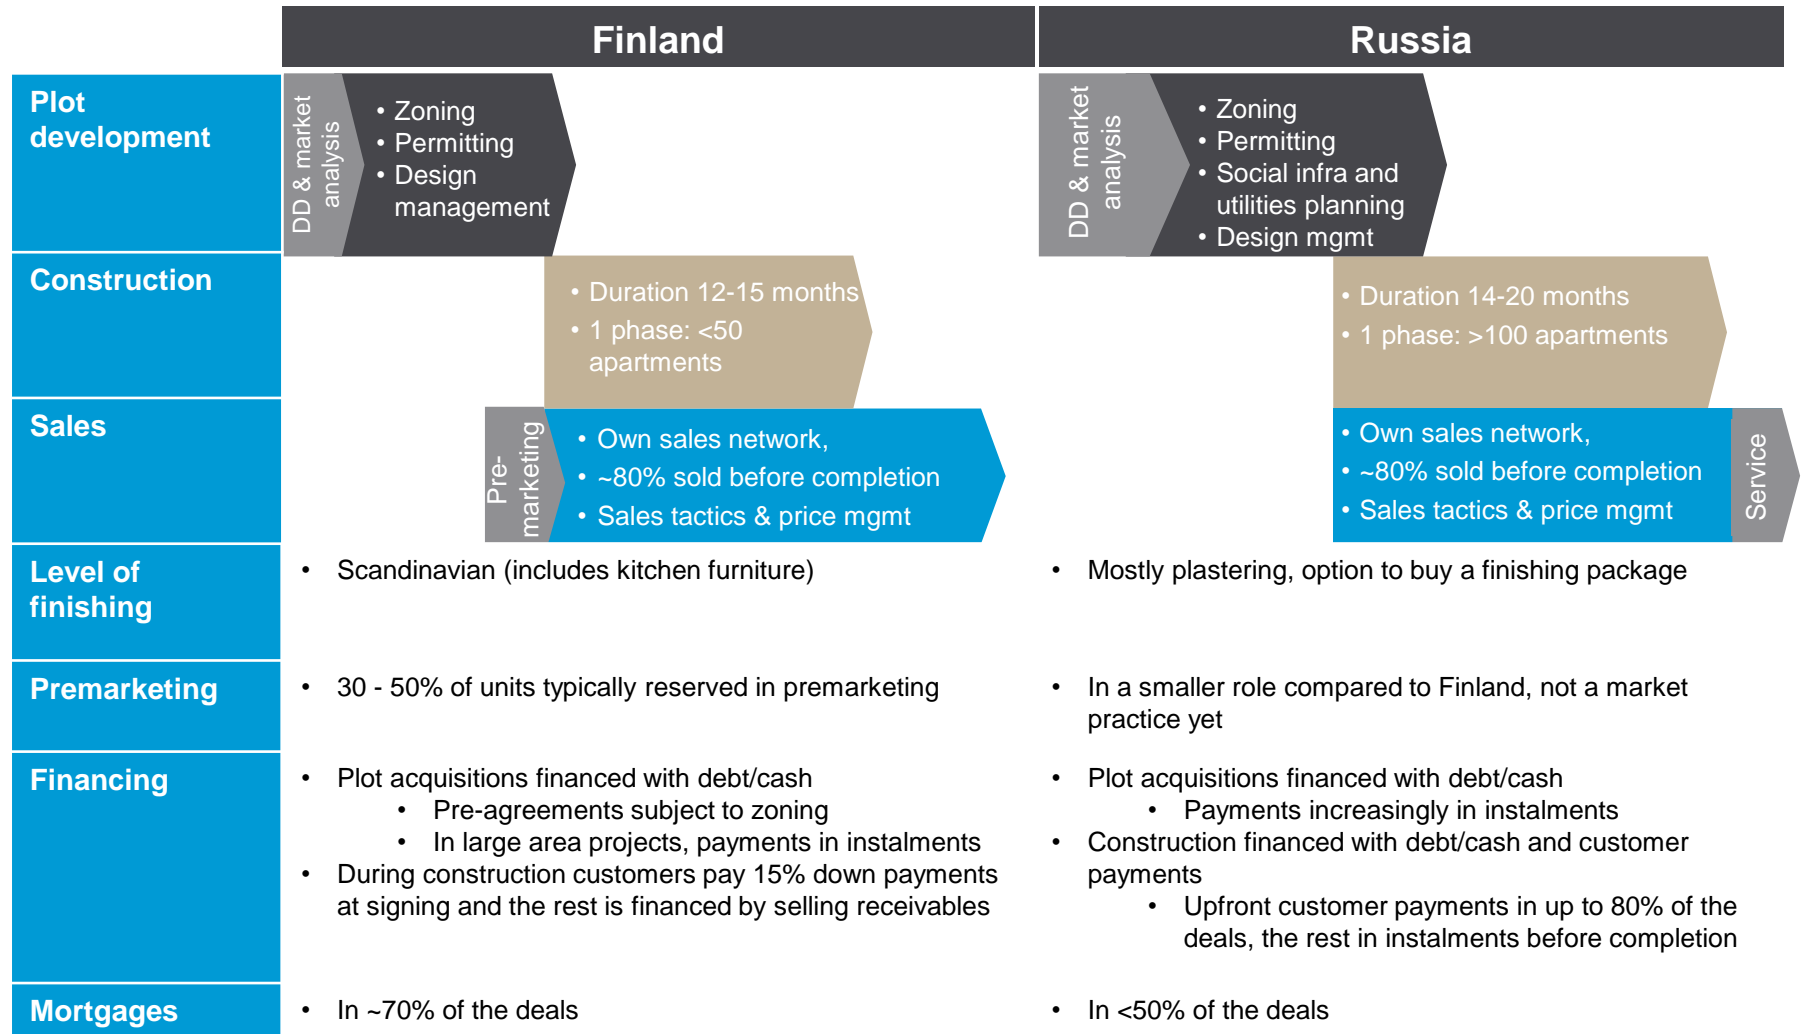 Finland
Russia
Plot
development
DD & market
analysis
• Zoning
• Permitting
• Design
management
DD & market
analysis
• Zoning
• Permitting
• Social infra and
utilities planning
• Design mgmt
Construction
• Duration 12-15 months
• 1 phase: <50
apartments
• Duration 14-20 months
• 1 phase: >100 apartments
Sales
Pre-
marketing
• Own sales network,
• ~80% sold before completion
• Sales tactics & price mgmt
• Own sales network,
• ~80% sold before completion
• Sales tactics & price mgmt
Service
Level of
finishing
• Scandinavian (includes kitchen furniture)
• Mostly plastering, option to buy a finishing package
Premarketing
• 30 - 50% of units typically reserved in premarketing
• In a smaller role compared to Finland, not a market
practice yet
Financing
• Plot acquisitions financed with debt/cash
• Pre-agreements subject to zoning
• In large area projects, payments in instalments
• During construction customers pay 15% down payments
at signing and the rest is financed by selling receivables
• Plot acquisitions financed with debt/cash
• Payments increasingly in instalments
• Construction financed with debt/cash and customer
payments
• Upfront customer payments in up to 80% of the
deals, the rest in instalments before completion
Mortgages
• In ~70% of the deals
• In <50% of the deals